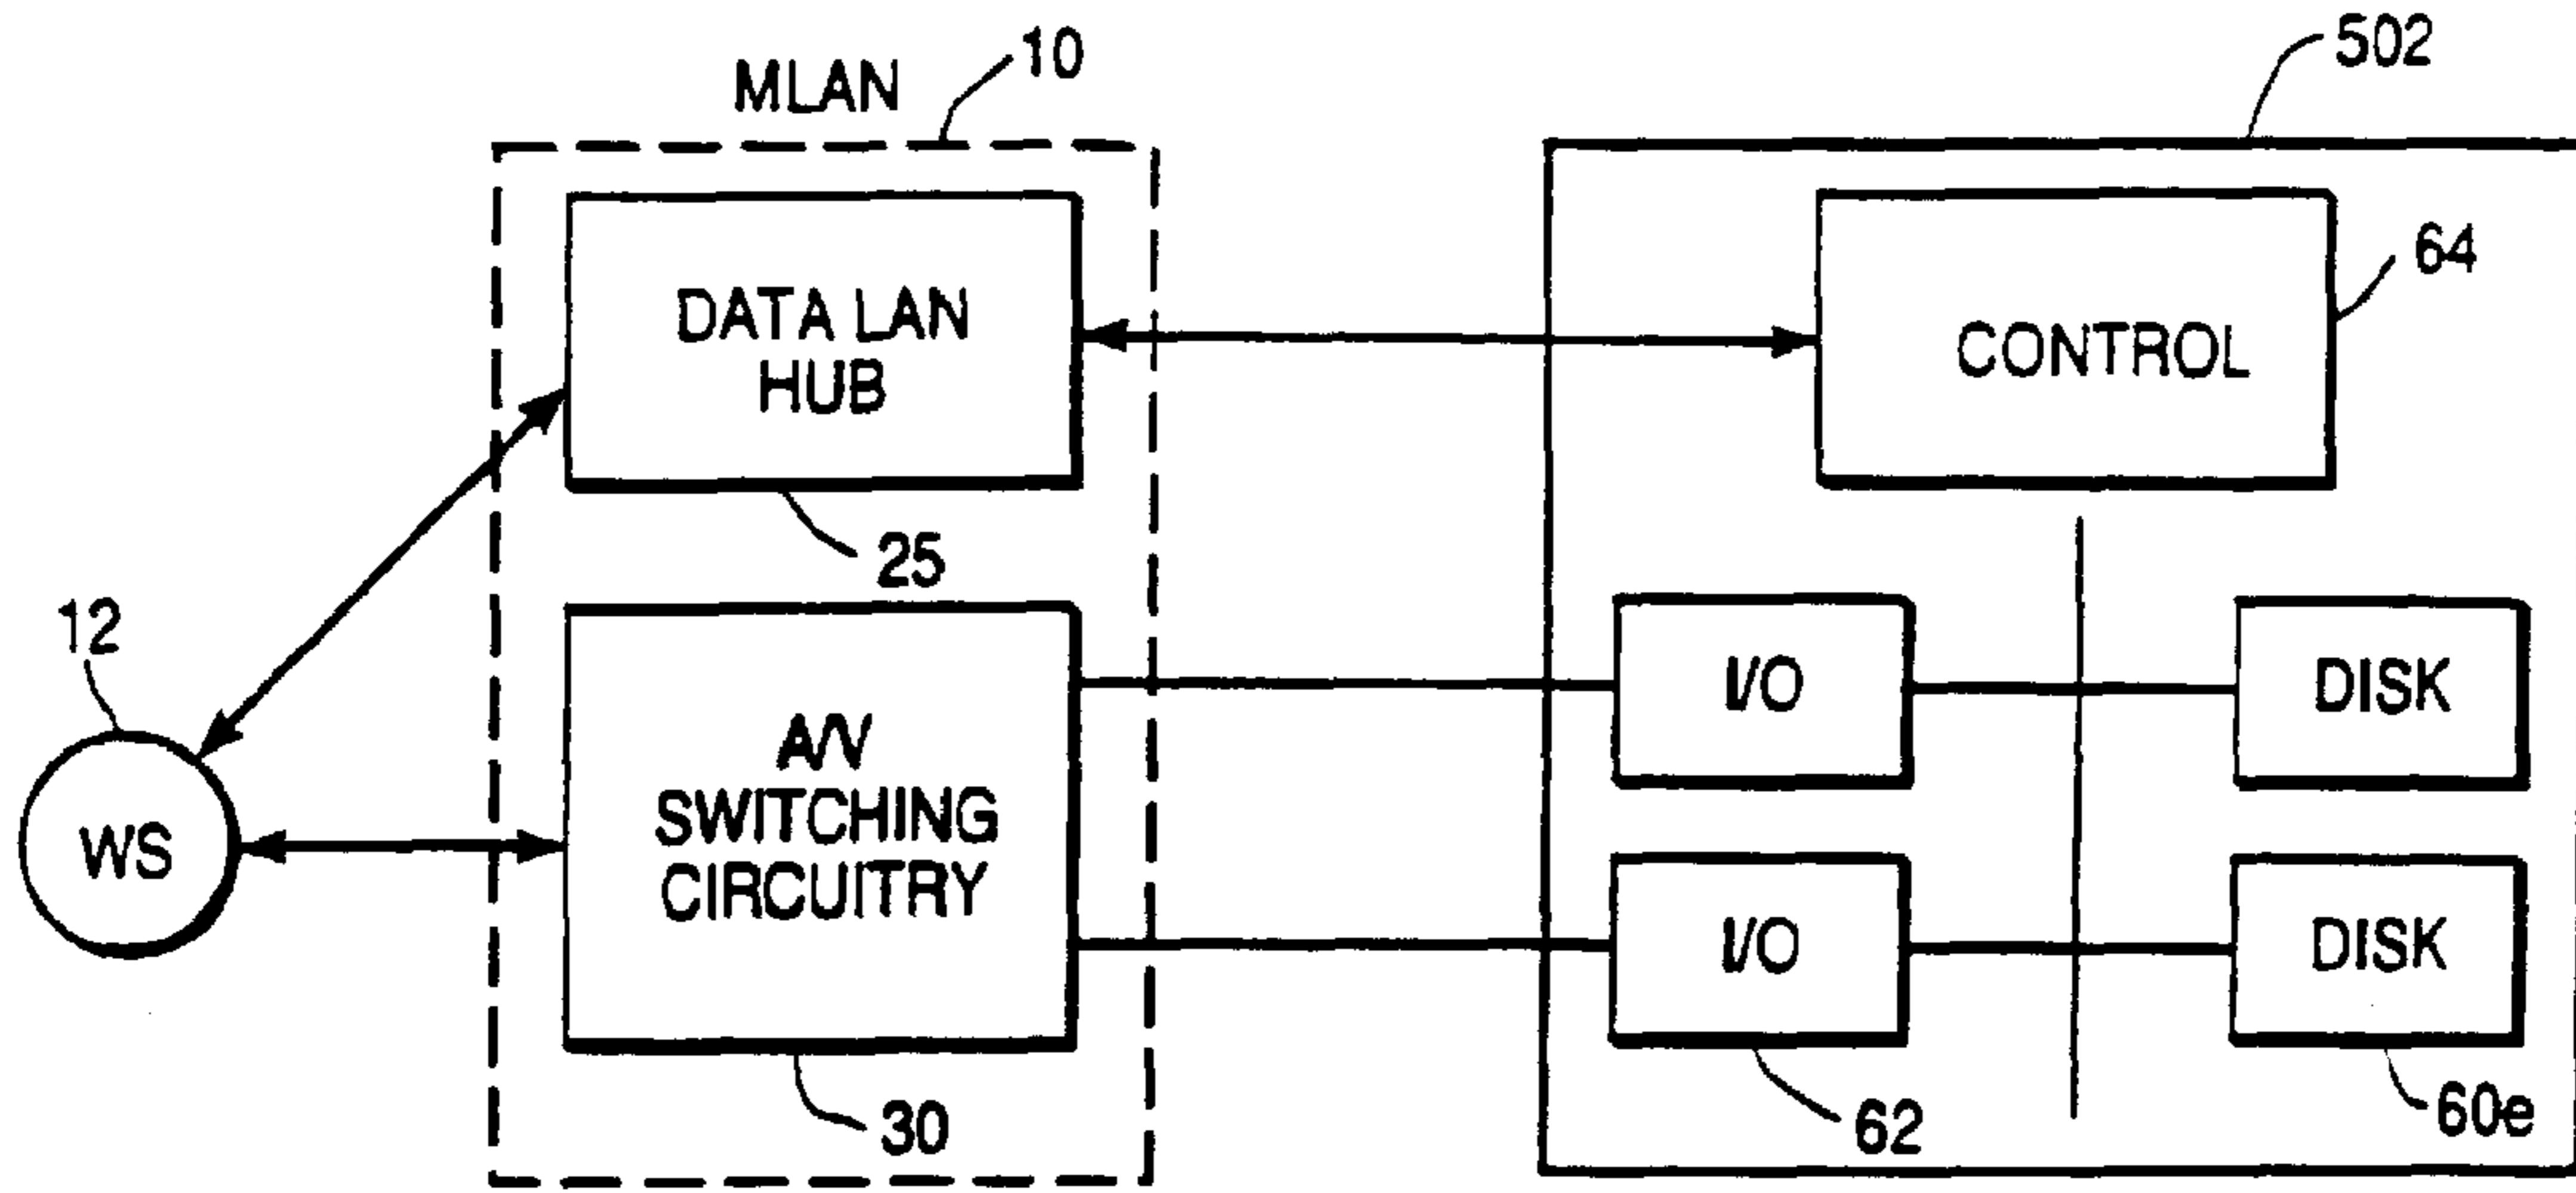 MLAN
10
502
DATA LAN
HUB
25
CONTROL
64
12
WS
A/V
SWITCHING
CIRCUITRY
30
I/O
DISK
I/O
DISK
62
60e